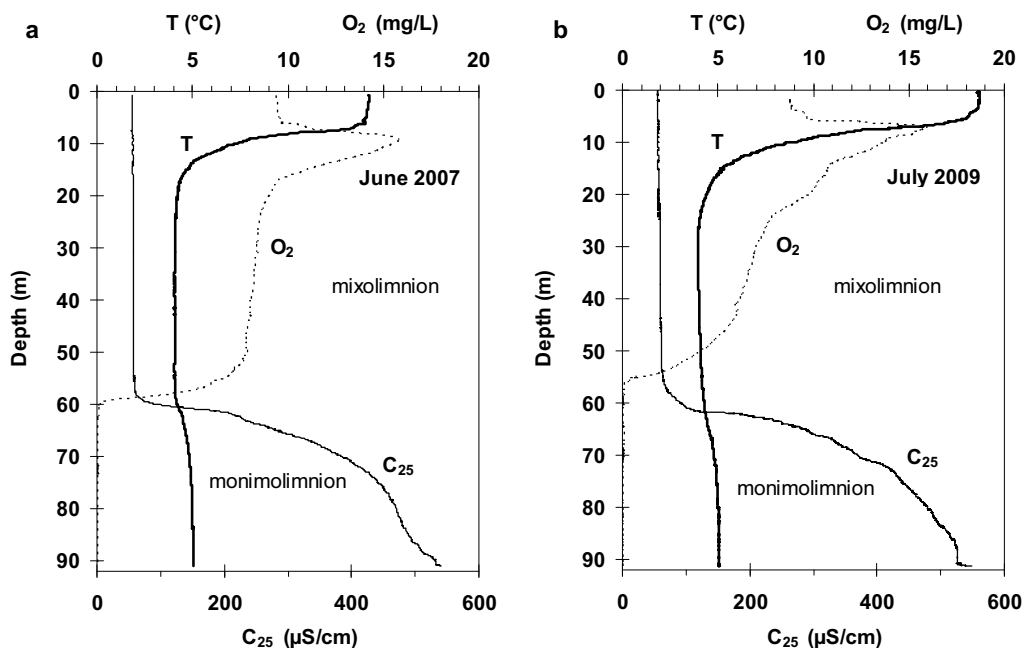 a
T (°C) O₂ (mg/L)
0 5 10 15 20
0
10
20
30
40
50
60
70
80
90
Depth (m)
T
June 2007
O₂
mixolimnion
C₂₅
monimolimnion
0 200 400 600
C₂₅ (µS/cm)
b
T (°C) O₂ (mg/L)
0 5 10 15 20
0
10
20
30
40
50
60
70
80
90
Depth (m)
T
July 2009
O₂
mixolimnion
C₂₅
monimolimnion
0 200 400 600
C₂₅ (µS/cm)